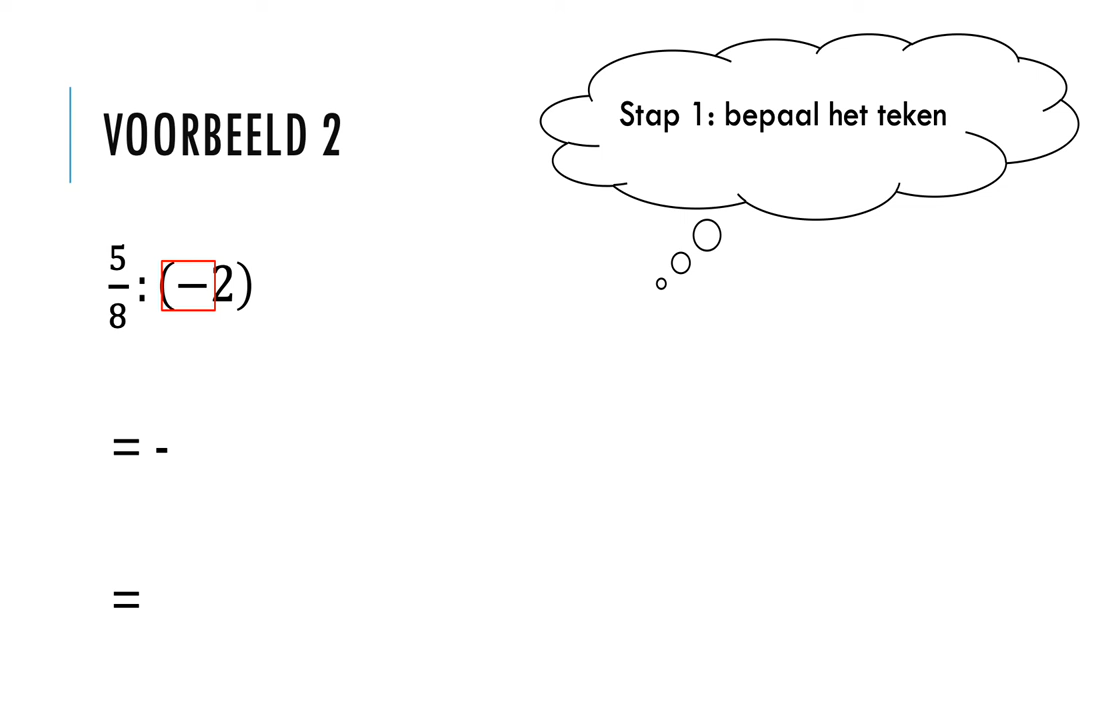 VOORBEELD 2
Stap 1: bepaal het teken
5/8 : (−2)
= -
=